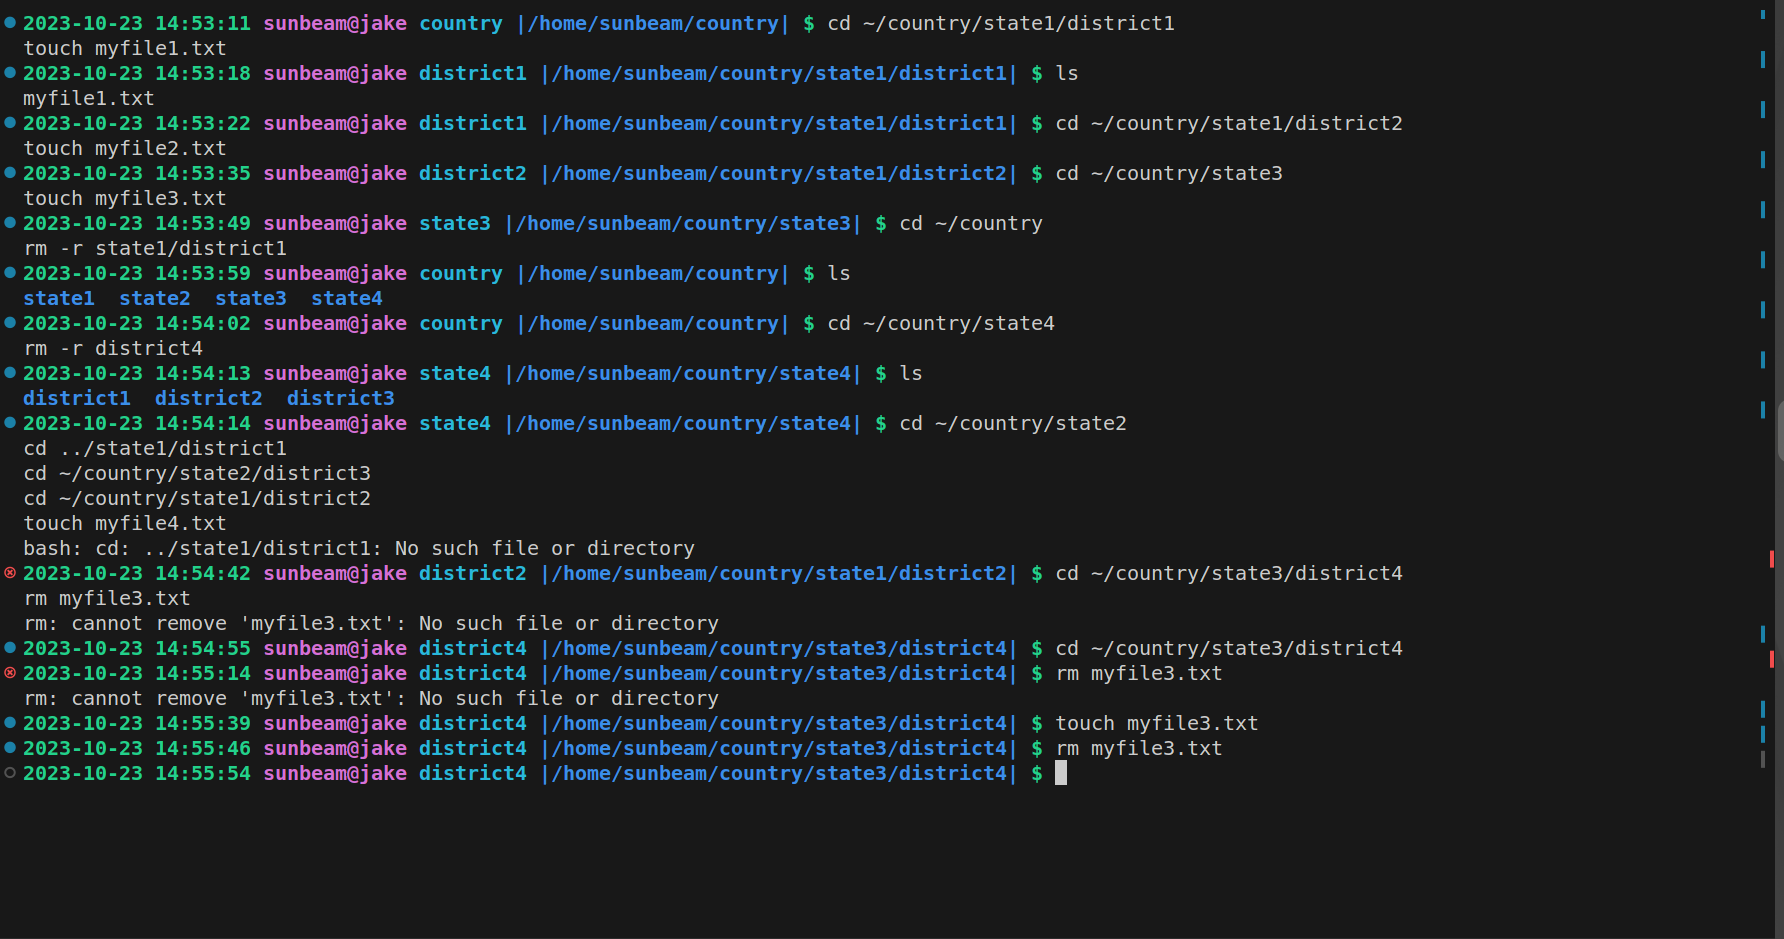 2023-10-23 14:53:11 sunbeam@jake country |/home/sunbeam/country| $ cd ~/country/state1/district1
touch myfile1.txt
2023-10-23 14:53:18 sunbeam@jake district1 |/home/sunbeam/country/state1/district1| $ ls
myfile1.txt
2023-10-23 14:53:22 sunbeam@jake district1 |/home/sunbeam/country/state1/district1| $ cd ~/country/state1/district2
touch myfile2.txt
2023-10-23 14:53:35 sunbeam@jake district2 |/home/sunbeam/country/state1/district2| $ cd ~/country/state3
touch myfile3.txt
2023-10-23 14:53:49 sunbeam@jake state3 |/home/sunbeam/country/state3| $ cd ~/country
rm -r state1/district1
2023-10-23 14:53:59 sunbeam@jake country |/home/sunbeam/country| $ ls
state1  state2  state3  state4
2023-10-23 14:54:02 sunbeam@jake country |/home/sunbeam/country| $ cd ~/country/state4
rm -r district4
2023-10-23 14:54:13 sunbeam@jake state4 |/home/sunbeam/country/state4| $ ls
district1  district2  district3
2023-10-23 14:54:14 sunbeam@jake state4 |/home/sunbeam/country/state4| $ cd ~/country/state2
cd ../state1/district1
cd ~/country/state2/district3
cd ~/country/state1/district2
touch myfile4.txt
bash: cd: ../state1/district1: No such file or directory
2023-10-23 14:54:42 sunbeam@jake district2 |/home/sunbeam/country/state1/district2| $ cd ~/country/state3/district4
rm myfile3.txt
rm: cannot remove 'myfile3.txt': No such file or directory
2023-10-23 14:54:55 sunbeam@jake district4 |/home/sunbeam/country/state3/district4| $ cd ~/country/state3/district4
2023-10-23 14:55:14 sunbeam@jake district4 |/home/sunbeam/country/state3/district4| $ rm myfile3.txt
rm: cannot remove 'myfile3.txt': No such file or directory
2023-10-23 14:55:39 sunbeam@jake district4 |/home/sunbeam/country/state3/district4| $ touch myfile3.txt
2023-10-23 14:55:46 sunbeam@jake district4 |/home/sunbeam/country/state3/district4| $ rm myfile3.txt
2023-10-23 14:55:54 sunbeam@jake district4 |/home/sunbeam/country/state3/district4| $